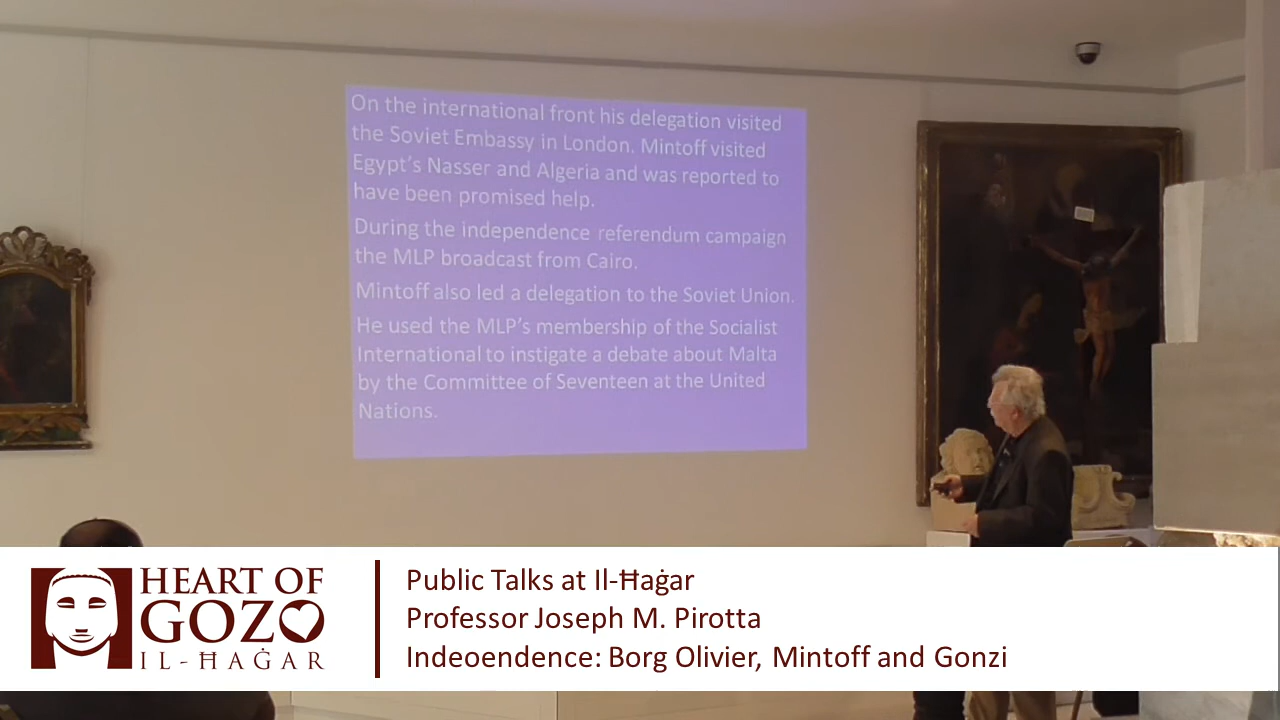 On the international front his delegation visited
the Soviet Embassy in London. Mintoff visited
Egypt's Nasser and Algeria and was reported to
have been promised help.
During the independence referendum campaign
the MLP broadcast from Cairo.
Mintoff also led a delegation to the Soviet Union.
He used the MLP's membership of the Socialist
International to instigate a debate about Malta
by the Committee of Seventeen at the United
Nations.
HEART OF
GOZO
IL-ĦAĠAR
Public Talks at Il-Ħaġar
Professor Joseph M. Pirotta
Indeoendence: Borg Olivier, Mintoff and Gonzi